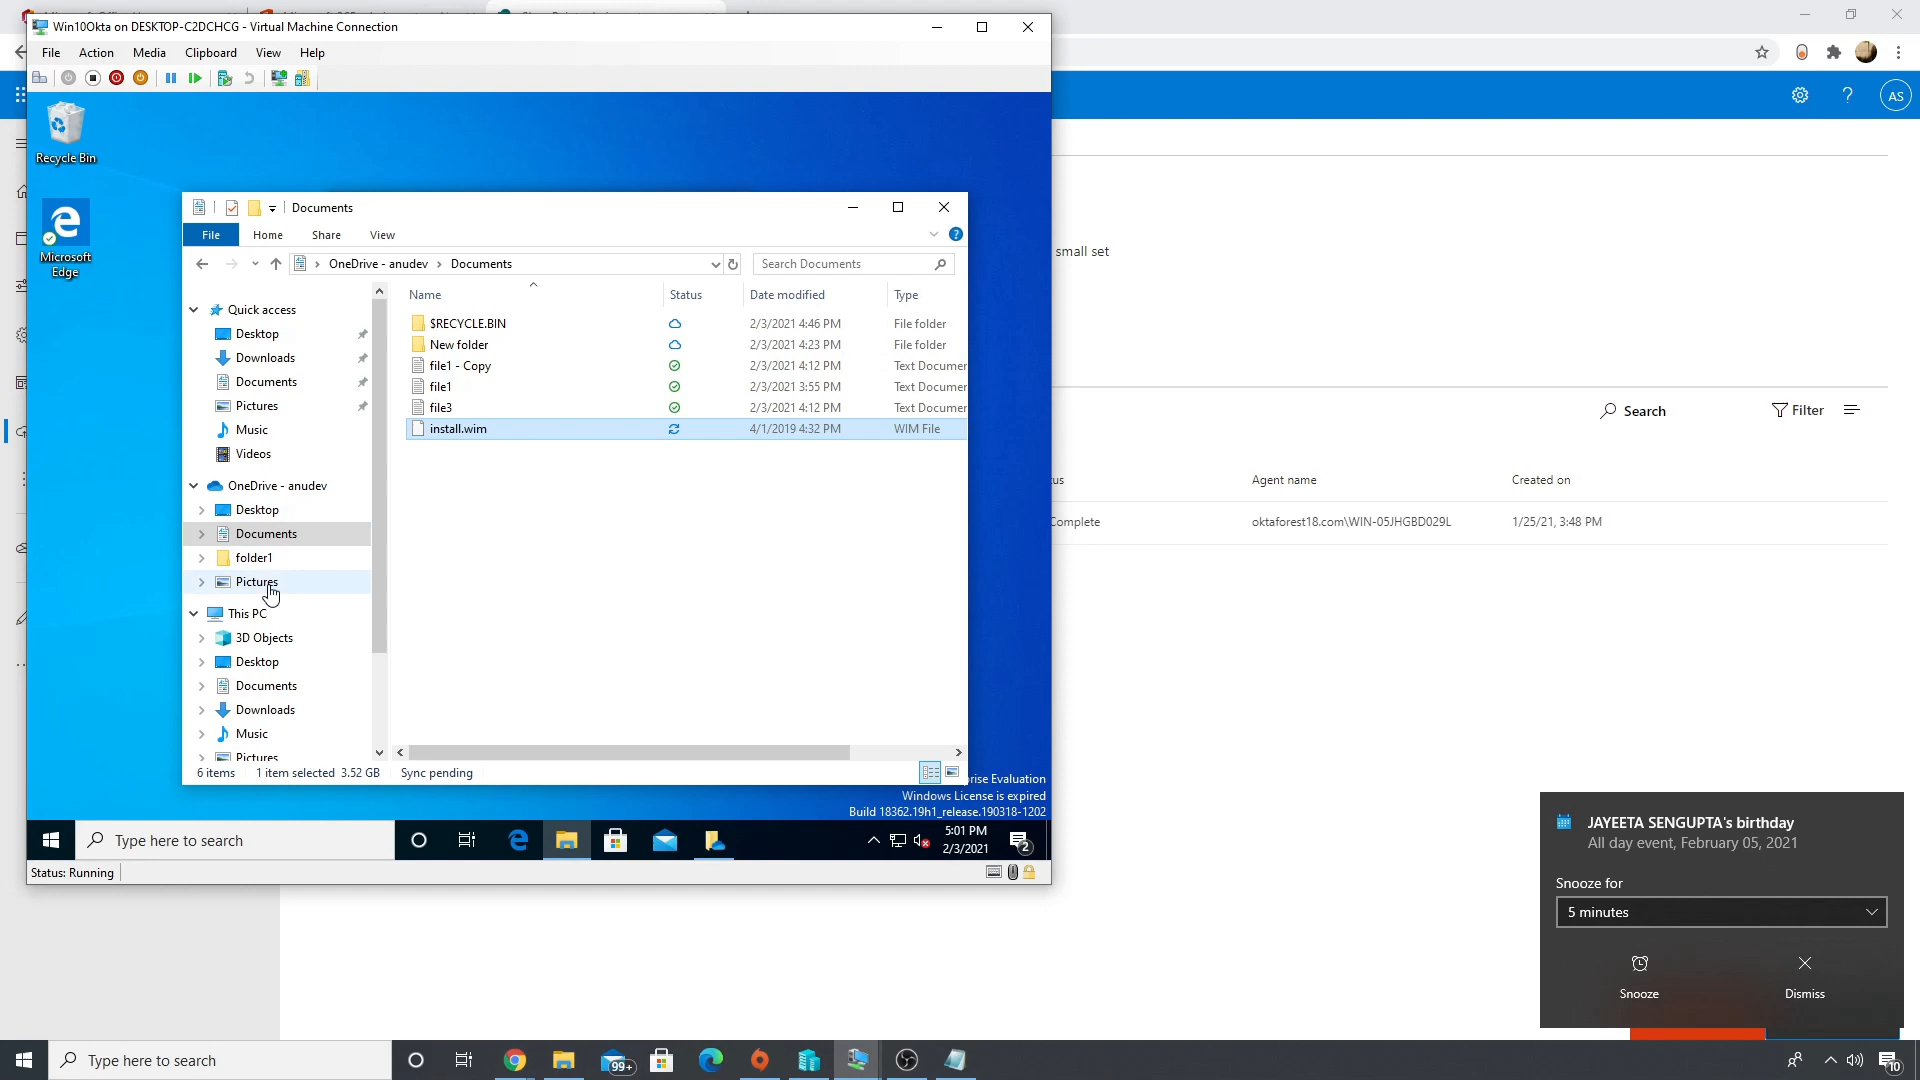 Win10Okta on DESKTOP-C2DCHCG - Virtual Machine Connection
File Action Media Clipboard View Help
AS
Recycle Bin
Microsoft
Edge
Documents
File Home Share View
OneDrive - anudev > Documents
Search Documents
Name Status Date modified Type
Quick access
Desktop
Downloads
Documents
Pictures
Music
Videos
OneDrive - anudev
Desktop
Documents
folder1
Pictures
This PC
3D Objects
Desktop
Documents
Downloads
Music
Pictures
$RECYCLE.BIN 2/3/2021 4:46 PM File folder
New folder 2/3/2021 4:23 PM File folder
file1 - Copy 2/3/2021 4:12 PM Text Documer
file1 2/3/2021 3:55 PM Text Documer
file3 2/3/2021 4:12 PM Text Documer
install.wim 4/1/2019 4:32 PM WIM File
6 items 1 item selected 3.52 GB Sync pending
prise Evaluation
Windows License is expired
Build 18362.19h1_release.190318-1202
Type here to search
5:01 PM
2/3/2021
2
Status: Running
small set
Search Filter
tus Agent name Created on
Complete oktaforest18.com\WIN-05JHGBD029L 1/25/21, 3:48 PM
JAYEETA SENGUPTA's birthday
All day event, February 05, 2021
Snooze for
5 minutes
Snooze Dismiss
Type here to search
99+
10